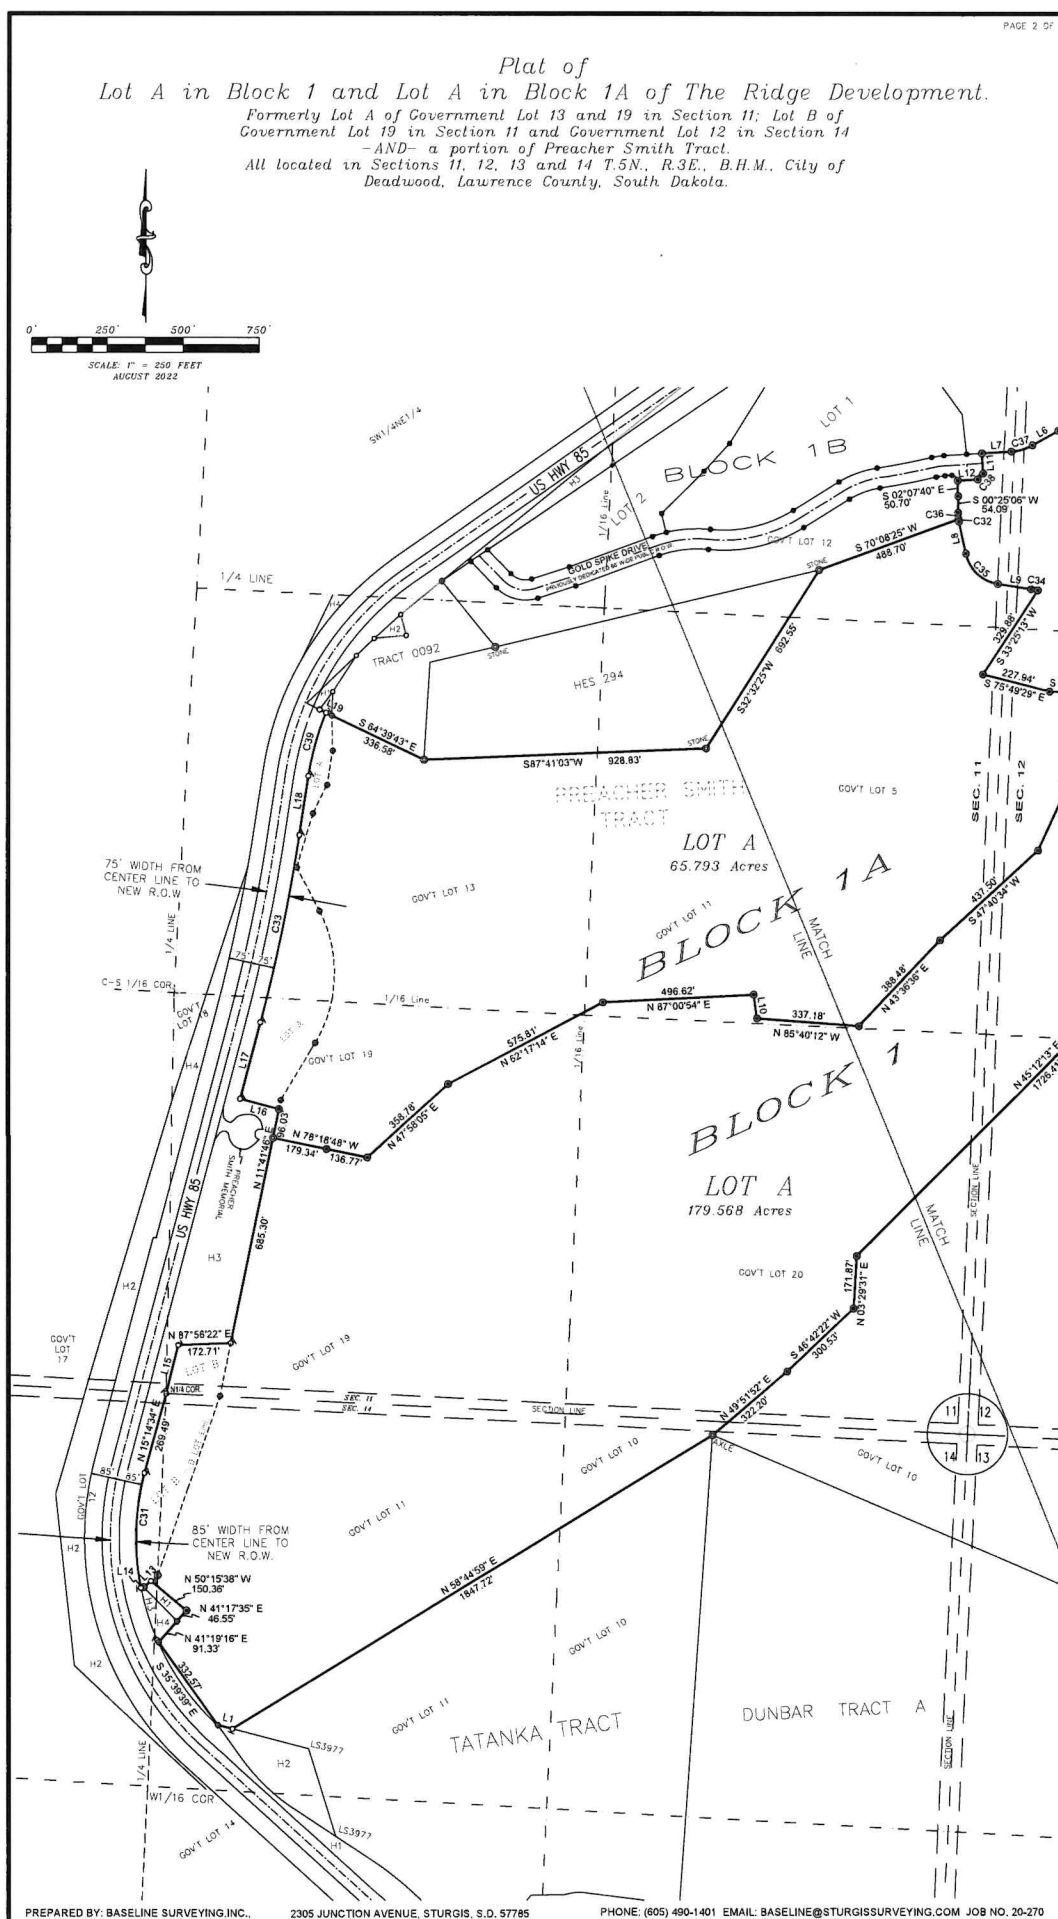 PAGE 2 OF
Plat of
Lot A in Block 1 and Lot A in Block 1A of The Ridge Development.
Formerly Lot A of Government Lot 13 and 19 in Section 11; Lot B of
Government Lot 19 in Section 11 and Government Lot 12 in Section 14
-AND- a portion of Preacher Smith Tract.
All located in Sections 11, 12, 13 and 14 T.5N., R.3E., B.H.M., City of
Deadwood, Lawrence County, South Dakota.
0' 250' 500' 750'
SCALE: 1" = 250 FEET
AUGUST 2022
SW1/4NE1/4
US HWY 85
H3
1/16 Line
LOT 2
BLOCK 1B
LOT 1
L7
C37
L6
L11
L12
C38
S 02°07'40" E
50.70'
S 00°25'06" W
54.09'
C36
C32
GOV'T LOT 12
S 70°08'25" W
488.70'
L8
C35
L9
C34
GOLD SPIKE DRIVE
STONE
1/4 LINE
H4
H2
TRACT 0092
STONE
HES 294
S32°32'25"W
692.55'
329.88'
S 33°25'13" W
227.94'
S 75°49'29" E
S
H1
L19
S 64°39'43" E
336.58'
C39
LOT A
STONE
S87°41'03"W 928.83'
L18
PREACHER SMITH
TRACT
GOV'T LOT 5
SEC. 11
SEC. 12
LOT A
65.793 Acres
75' WIDTH FROM
CENTER LINE TO
NEW R.O.W
GOV'T LOT 13
BLOCK 1A
MATCH
LINE
GOV'T LOT 11
437.50'
S 47°40'34" W
C33
1/4 LINE
75' 75'
C-S 1/16 COR.
GOV'T
LOT 18
1/16 Line
496.62'
N 87°00'54" E
L10
388.48'
N 43°36'36" E
337.18'
N 85°40'12" W
LOT A
GOV'T LOT 19
575.81'
N 62°17'14" E
1/16 Line
H4
L17
L16
96.03
BLOCK 1
N 45°12'13" E
1726.41'
358.78'
N 47°58'05" E
N 78°18'48" W
179.34' 136.77'
N 11°41'46" E
685.30'
PREACHER
SMITH MEMORIAL
US HWY 85
LOT A
179.568 Acres
SECTION LINE
MATCH
LINE
H3
H2
GOV'T LOT 20
171.87'
N 03°29'31" E
GOV'T
LOT
17
N 87°56'22" E
172.71'
L15
LOT B
GOV'T LOT 19
S 46°42'22" W
300.53'
N1/4 COR.
SEC. 11
SEC. 14
SECTION LINE
N 49°51'52" E
322.20'
11 12
14 13
AXLE
N 15°14'34" E
269.49'
GOV'T LOT 10
GOV'T LOT 10
85' 85'
GOV'T LOT
12
LOT B
GOV'T LOT 11
C31
H2
85' WIDTH FROM
CENTER LINE TO
NEW R.O.W.
L14
L13
N 50°15'38" W
150.36'
H3
H1
N 41°17'35" E
46.55'
H4
N 41°19'16" E
91.33'
N 58°44'59" E
1847.72'
GOV'T LOT 10
H2
332.57'
S 35°39'39" E
L1
GOV'T LOT 11
TATANKA TRACT
DUNBAR TRACT A
LS3977
H2
1/4 LINE
SECTION LINE
W1/16 COR
GOV'T LOT 14
LS3977
H1
PREPARED BY: BASELINE SURVEYING,INC., 2305 JUNCTION AVENUE, STURGIS, S.D. 57785 PHONE: (605) 490-1401 EMAIL: BASELINE@STURGISSURVEYING.COM JOB NO. 20-270